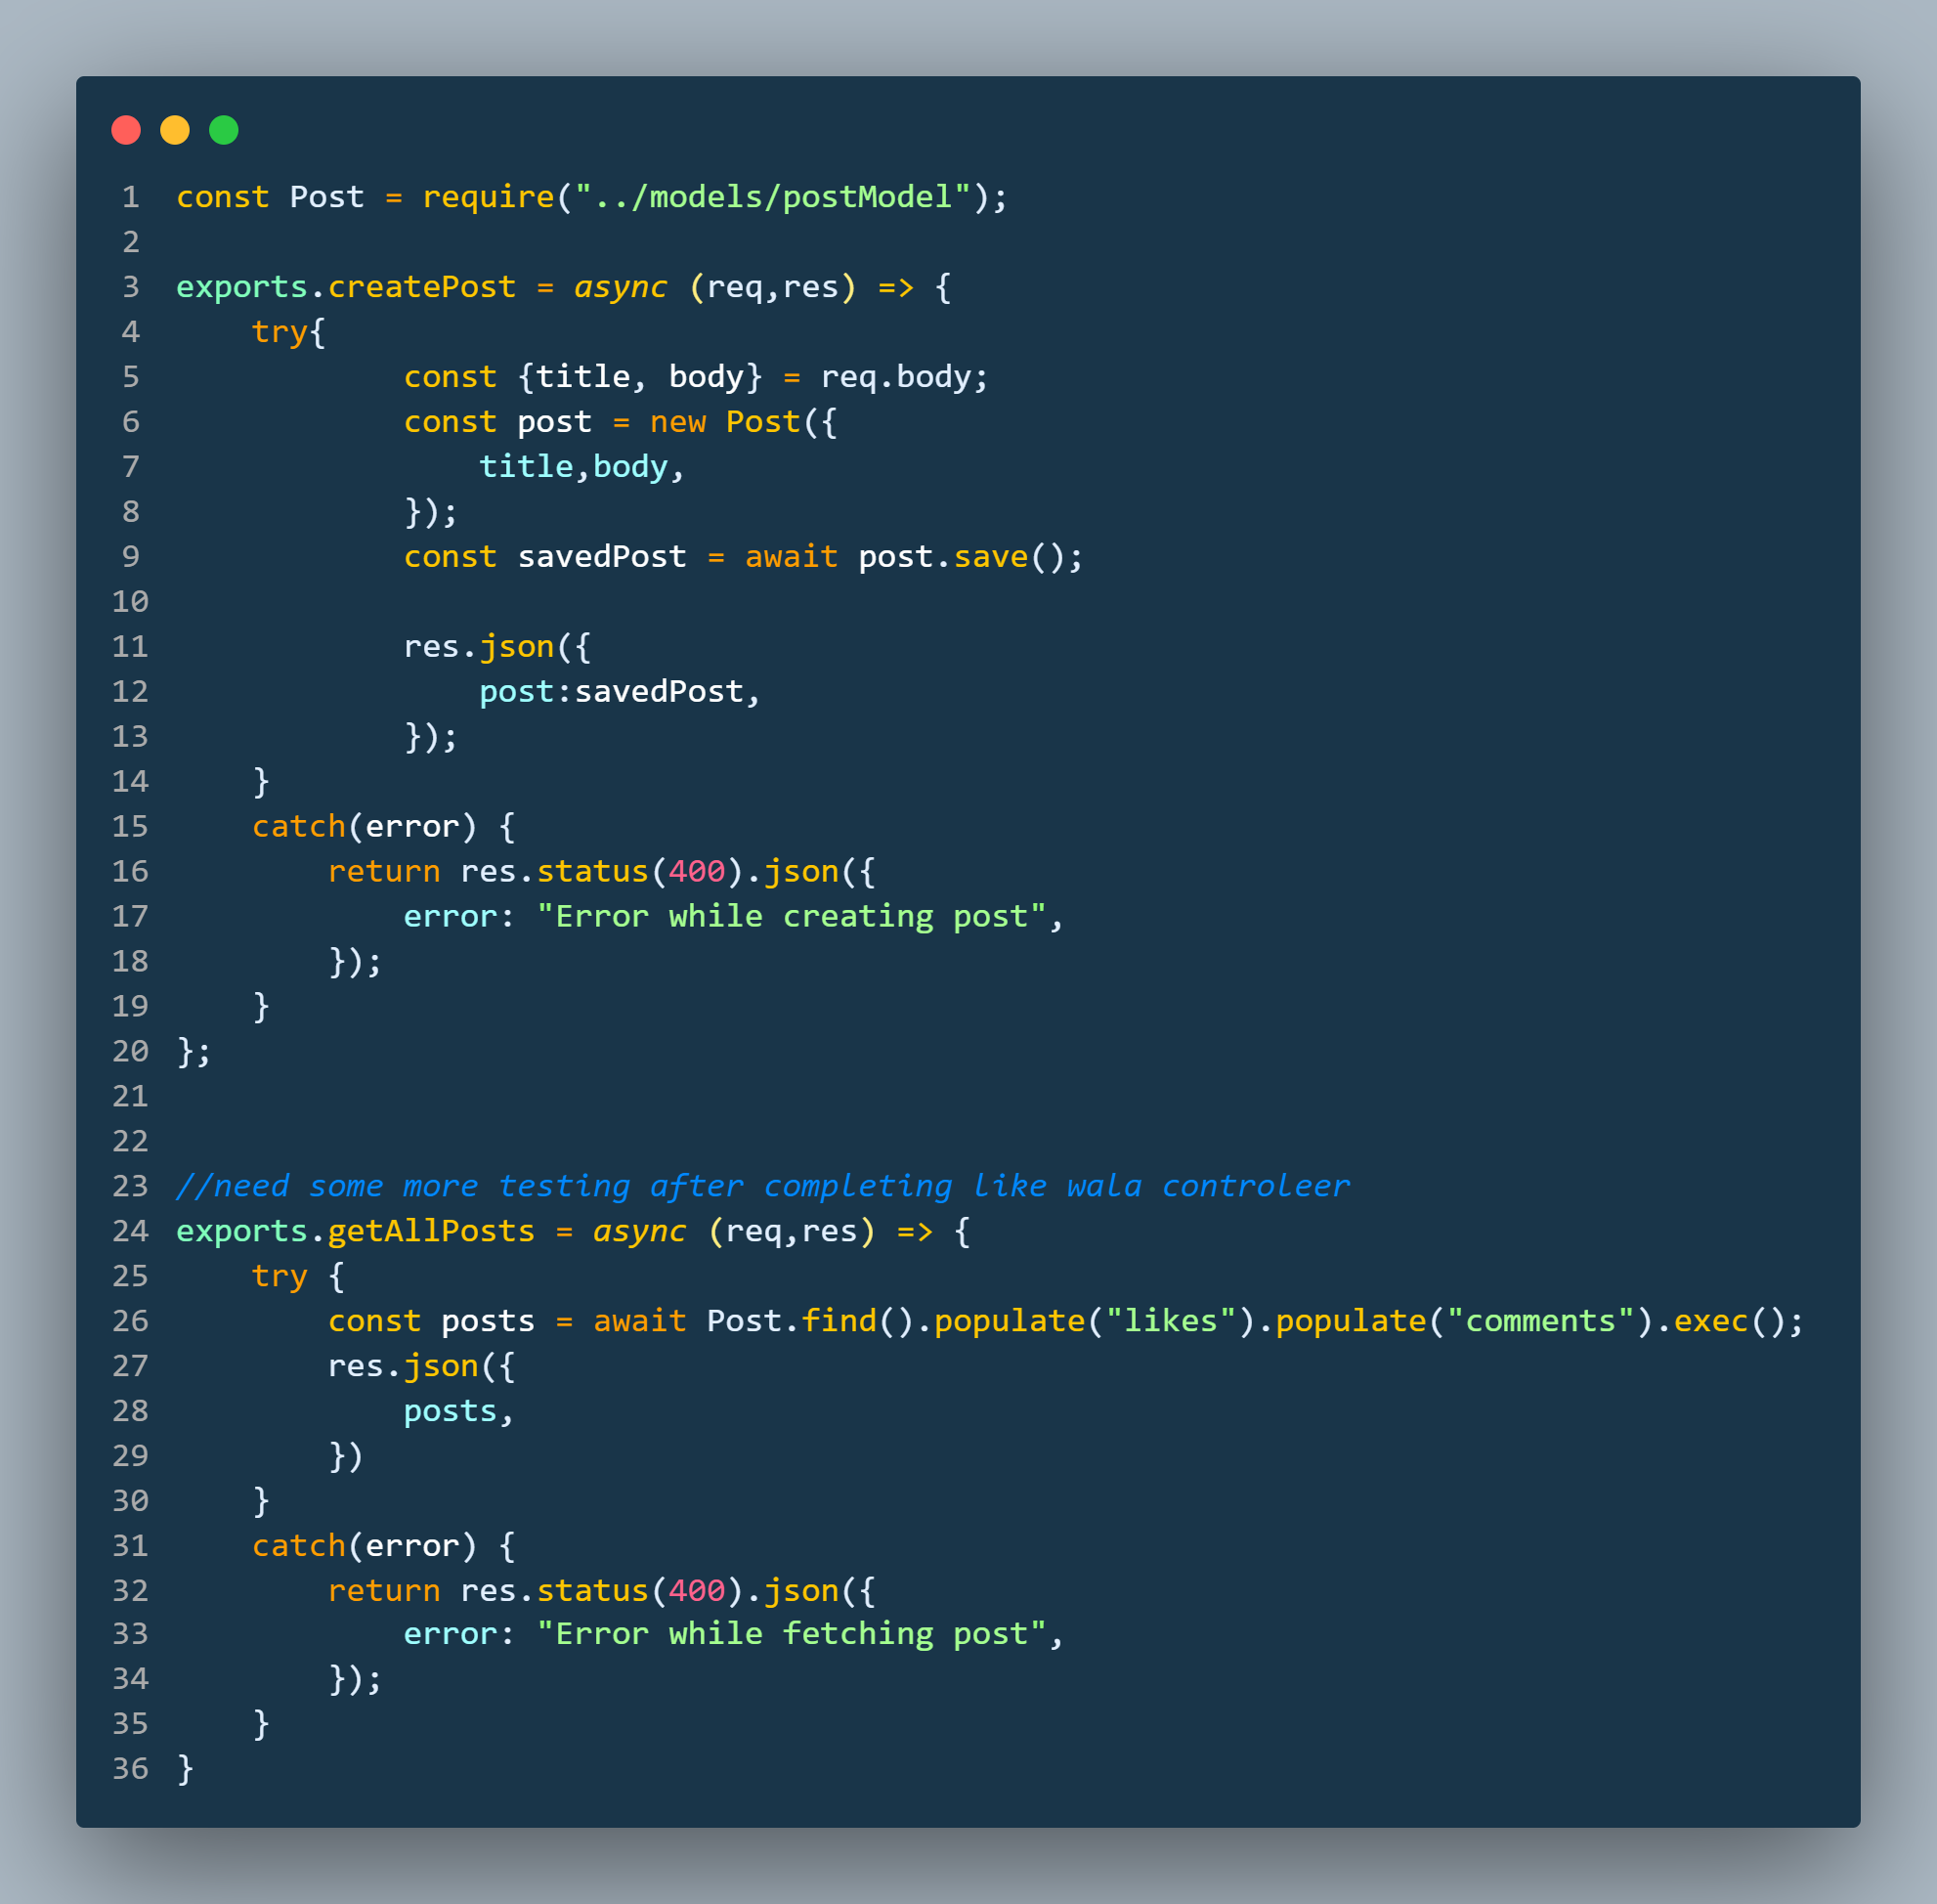 1 const Post = require("../models/postModel");
2
3 exports.createPost = async (req,res) => {
4     try{
5             const {title, body} = req.body;
6             const post = new Post({
7                 title,body,
8             });
9             const savedPost = await post.save();
10
11             res.json({
12                 post:savedPost,
13             });
14     }
15     catch(error) {
16         return res.status(400).json({
17             error: "Error while creating post",
18         });
19     }
20 };
21
22
23 //need some more testing after completing like wala controleer
24 exports.getAllPosts = async (req,res) => {
25     try {
26         const posts = await Post.find().populate("likes").populate("comments").exec();
27         res.json({
28             posts,
29         })
30     }
31     catch(error) {
32         return res.status(400).json({
33             error: "Error while fetching post",
34         });
35     }
36 }